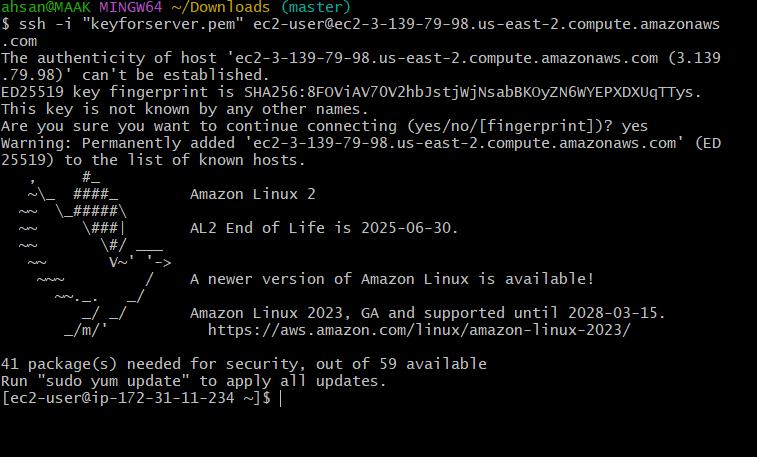 ahsan@MAAK MINGW64 ~/Downloads (master)
$ ssh -i "keyforserver.pem" ec2-user@ec2-3-139-79-98.us-east-2.compute.amazonaws
.com
The authenticity of host 'ec2-3-139-79-98.us-east-2.compute.amazonaws.com (3.139
.79.98)' can't be established.
ED25519 key fingerprint is SHA256:8FOViAV7OV2hbJstjWjNsabBKOyZN6WYEPXDXUqTTys.
This key is not known by any other names.
Are you sure you want to continue connecting (yes/no/[fingerprint])? yes
Warning: Permanently added 'ec2-3-139-79-98.us-east-2.compute.amazonaws.com' (ED
25519) to the list of known hosts.
   ,     #_
   ~\_  ####_        Amazon Linux 2
  ~~  \_#####\
  ~~     \###|       AL2 End of Life is 2025-06-30.
  ~~       \#/ ___
   ~~       V~' '->
    ~~~         /    A newer version of Amazon Linux is available!
      ~~._.   _/
         _/ _/       Amazon Linux 2023, GA and supported until 2028-03-15.
       _/m/'           https://aws.amazon.com/linux/amazon-linux-2023/

41 package(s) needed for security, out of 59 available
Run "sudo yum update" to apply all updates.
[ec2-user@ip-172-31-11-234 ~]$